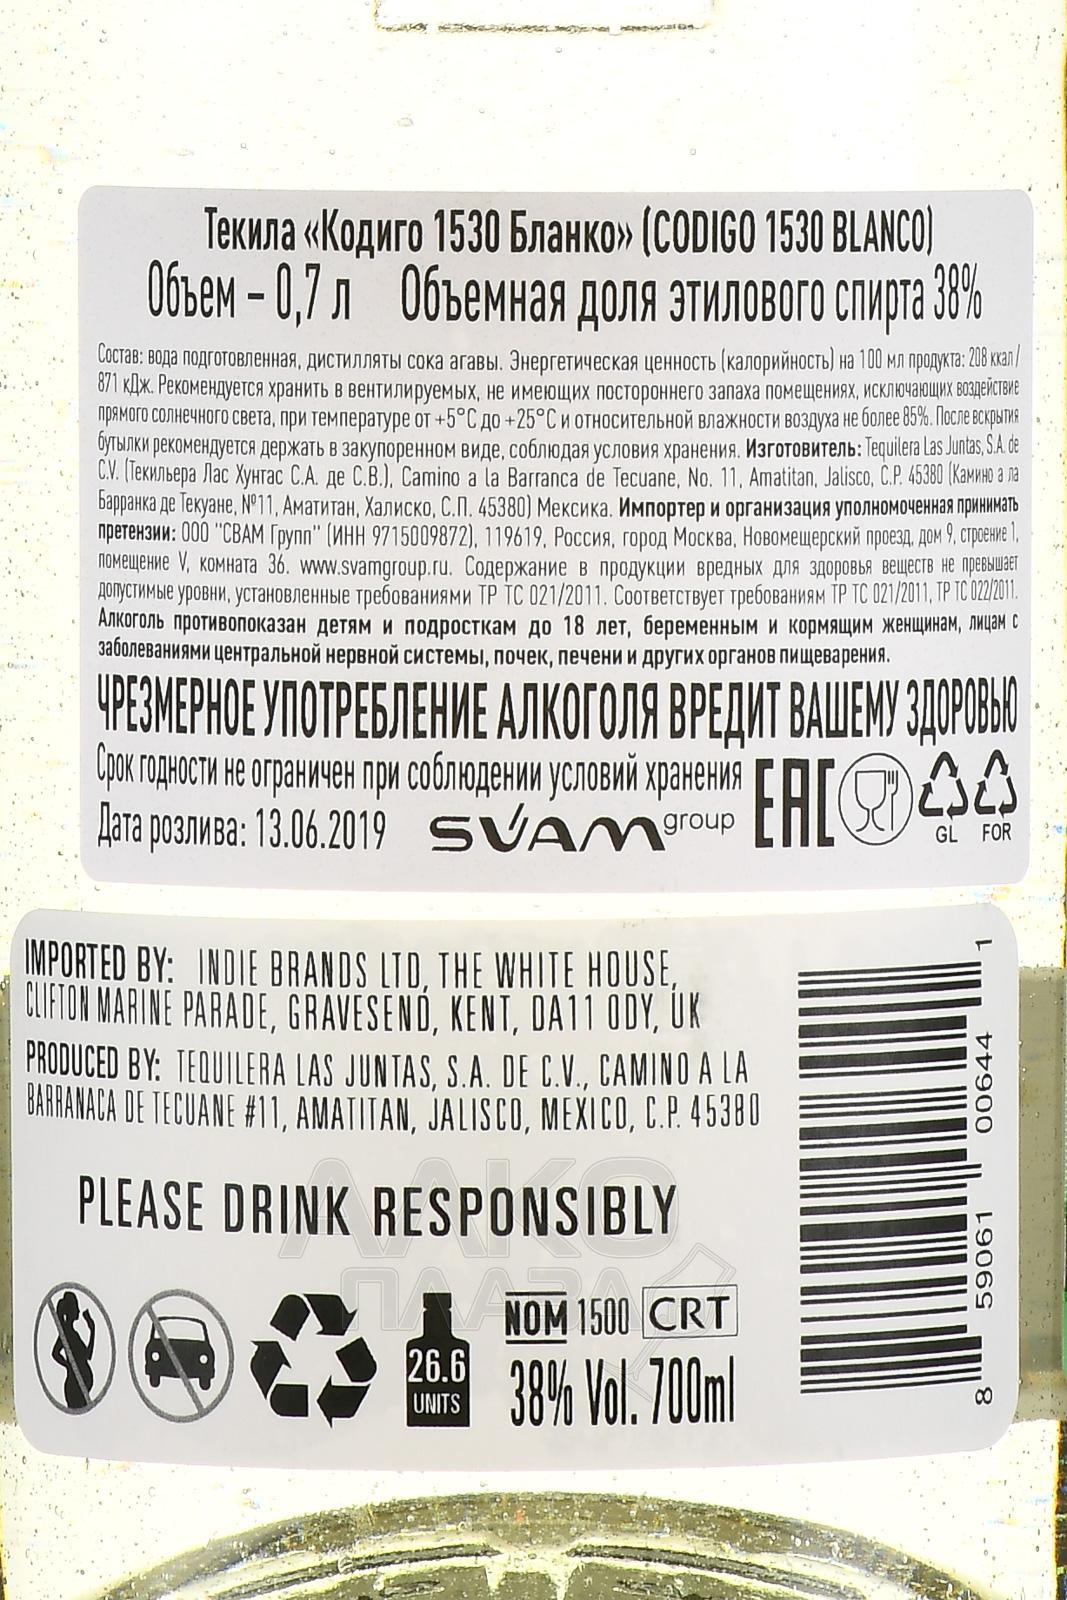 Текила «Кодиго 1530 Бланко» (CODIGO 1530 BLANCO)
Объем – 0,7 л Объемная доля этилового спирта 38%
Состав: вода подготовленная, дистилляты сока агавы. Энергетическая ценность (калорийность) на 100 мл продукта: 208 ккал/
871 кДж. Рекомендуется хранить в вентилируемых, не имеющих постороннего запаха помещениях, исключающих воздействие
прямого солнечного света, при температуре от +5°С до +25°С и относительной влажности воздуха не более 85%. После вскрытия
бутылки рекомендуется держать в закупоренном виде, соблюдая условия хранения. Изготовитель: Tequilera Las Juntas, S.A. de
C.V. (Текильера Лас Хунтас С.А. де С.В.), Camino a la Barranca de Tecuane, No. 11, Amatitan, Jalisco, C.P. 45380 (Камино а ла
Барранка де Текуане, №11, Аматитан, Халиско, С.П. 45380) Мексика. Импортер и организация уполномоченная принимать
претензии: ООО "СВАМ Групп" (ИНН 9715009872), 119619, Россия, город Москва, Новомещерский проезд, дом 9, строение 1,
помещение V, комната 36. www.svamgroup.ru. Содержание в продукции вредных для здоровья веществ не превышает
допустимые уровни, установленные требованиями ТР ТС 021/2011. Соответствует требованиям ТР ТС 021/2011, ТР ТС 022/2011.
Алкоголь противопоказан детям и подросткам до 18 лет, беременным и кормящим женщинам, лицам с
заболеваниями центральной нервной системы, почек, печени и других органов пищеварения.
ЧРЕЗМЕРНОЕ УПОТРЕБЛЕНИЕ АЛКОГОЛЯ ВРЕДИТ ВАШЕМУ ЗДОРОВЬЮ
Срок годности не ограничен при соблюдении условий хранения
Дата розлива: 13.06.2019 SVAM group EAC GL FOR
IMPORTED BY: INDIE BRANDS LTD, THE WHITE HOUSE,
CLIFTON MARINE PARADE, GRAVESEND, KENT, DA11 0DY, UK
PRODUCED BY: TEQUILERA LAS JUNTAS, S.A. DE C.V., CAMINO A LA
BARRANACA DE TECUANE #11, AMATITAN, JALISCO, MEXICO, C.P. 45380
PLEASE DRINK RESPONSIBLY
ААКО
ПААЗА
26.6
UNITS
NOM 1500 CRT
38% Vol. 700ml
8 59061 00644 1